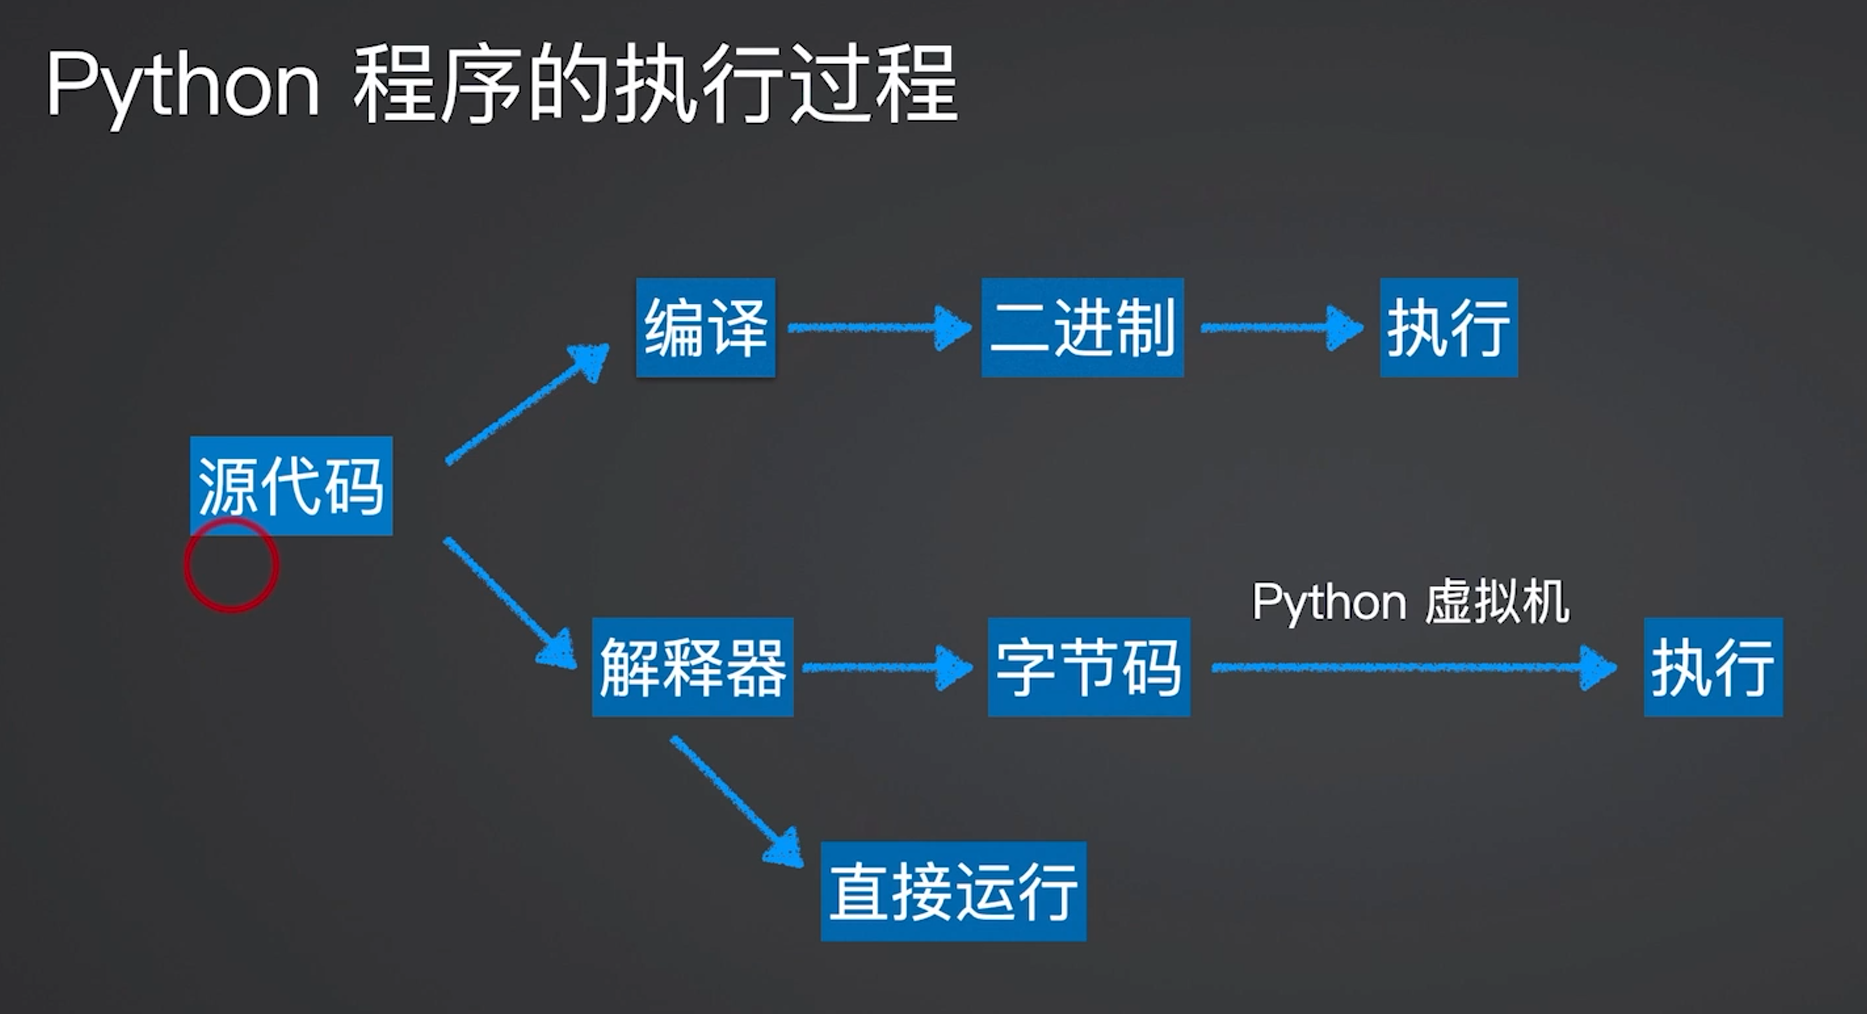 Python 程序的执行过程
编译
二进制
执行
源代码
Python 虚拟机
解释器
字节码
执行
直接运行